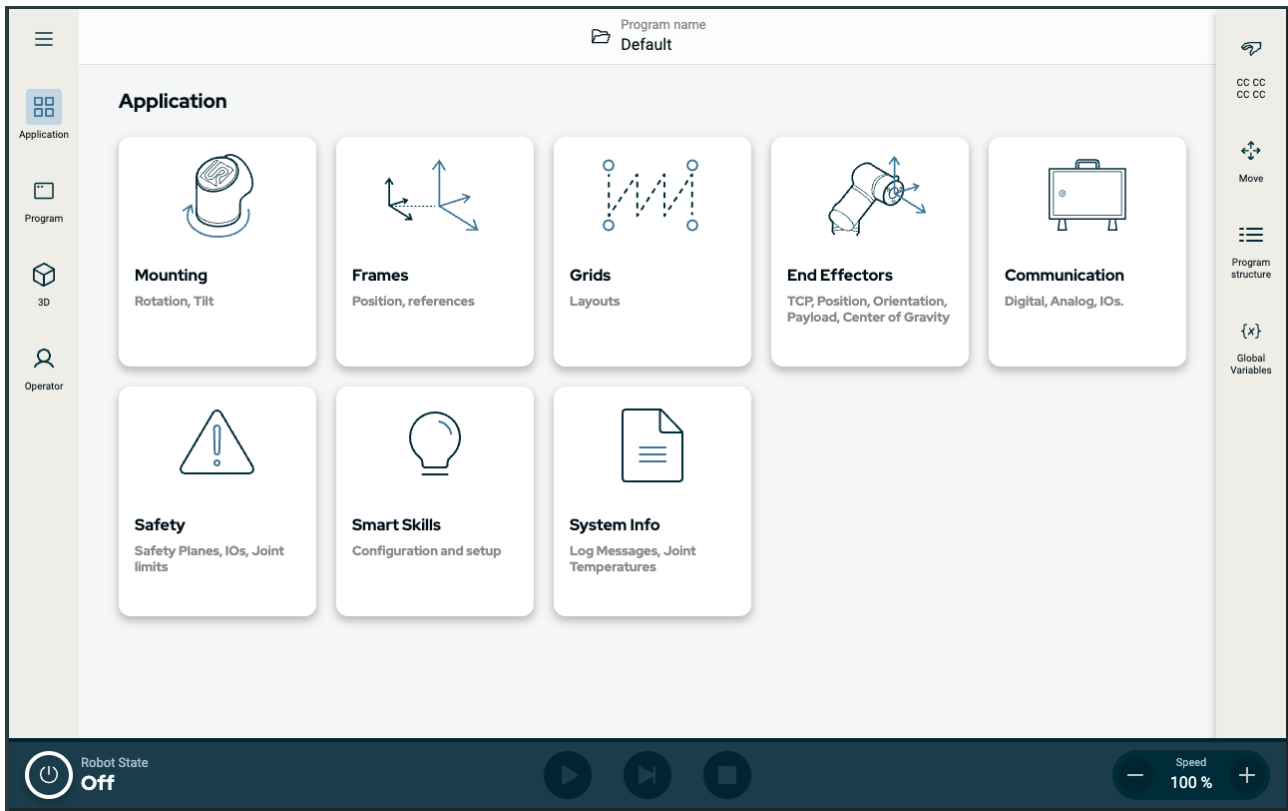 Program name
Default
Application
Program
3D
Operator
Application
Mounting
Rotation, Tilt
Frames
Position, references
Grids
Layouts
End Effectors
TCP, Position, Orientation,
Payload, Center of Gravity
Communication
Digital, Analog, IOs.
Safety
Safety Planes, IOs, Joint
limits
Smart Skills
Configuration and setup
System Info
Log Messages, Joint
Temperatures
CC CC
CC CC
Move
Program
structure
{x}
Global
Variables
Robot State
Off
Speed
100 %